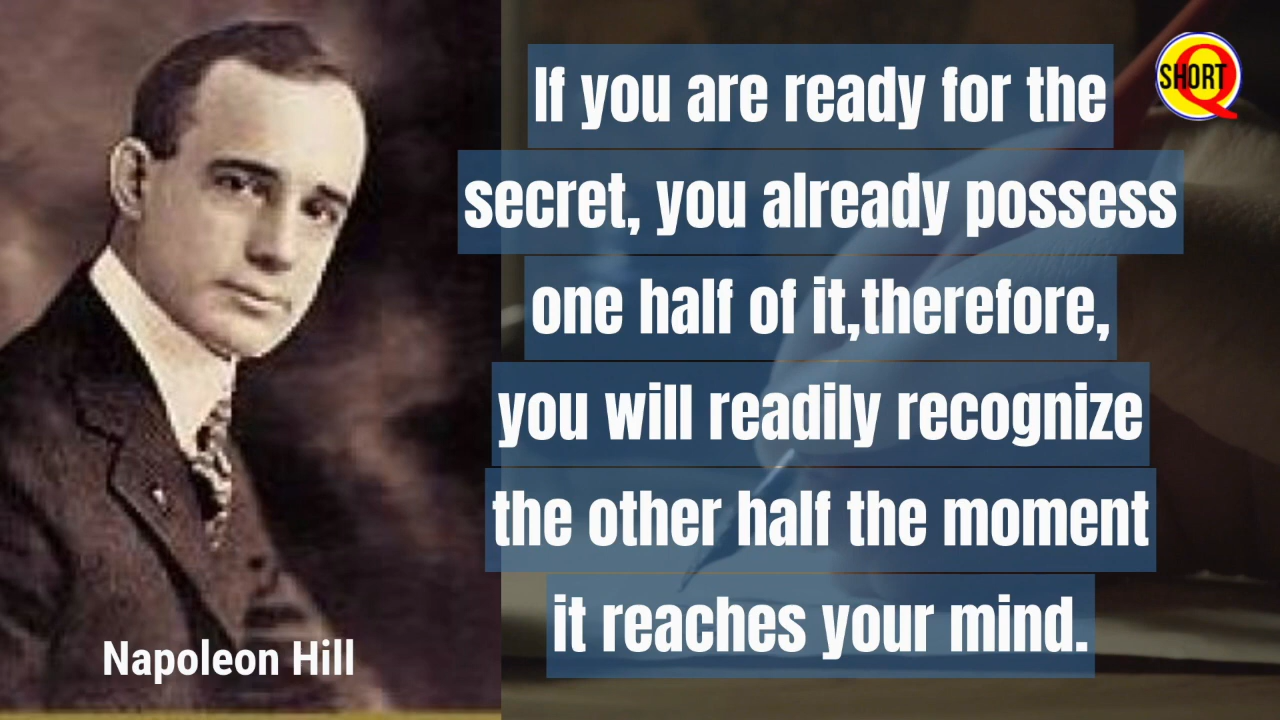 If you are ready for the
secret, you already possess
one half of it,therefore,
you will readily recognize
the other half the moment
it reaches your mind.
Napoleon Hill
SHORT
Q